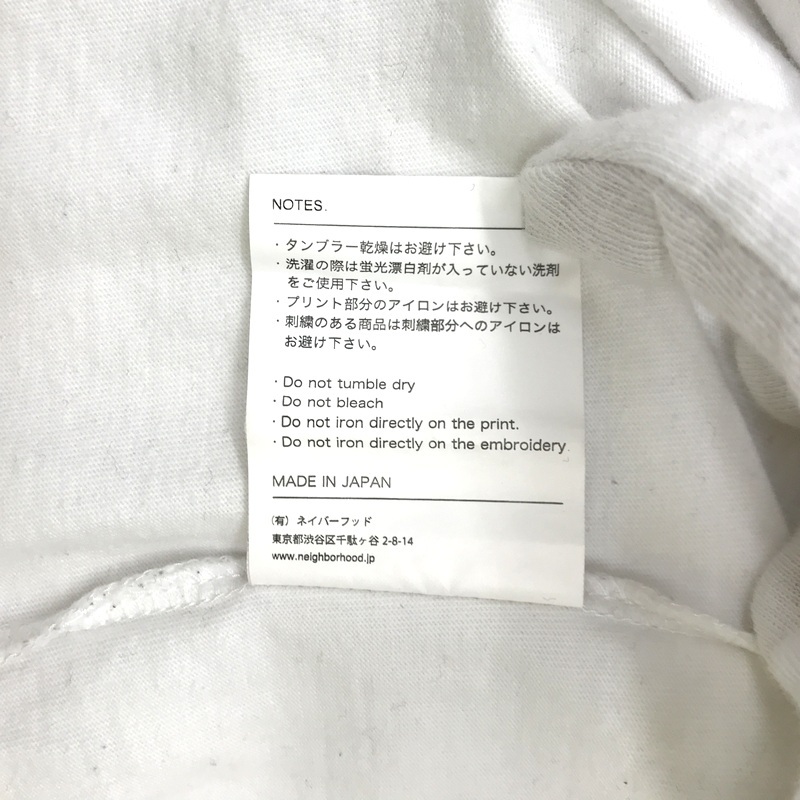 NOTES.
・タンブラー乾燥はお避け下さい。
・洗濯の際は蛍光漂白剤が入っていない洗剤
をご使用下さい。
・プリント部分のアイロンはお避け下さい。
・刺繍のある商品は刺繍部分へのアイロンは
お避け下さい。
・Do not tumble dry
・Do not bleach
・Do not iron directly on the print.
・Do not iron directly on the embroidery.
MADE IN JAPAN
(有) ネイバーフッド
東京都渋谷区千駄ヶ谷 2-8-14
www.neighborhood.jp